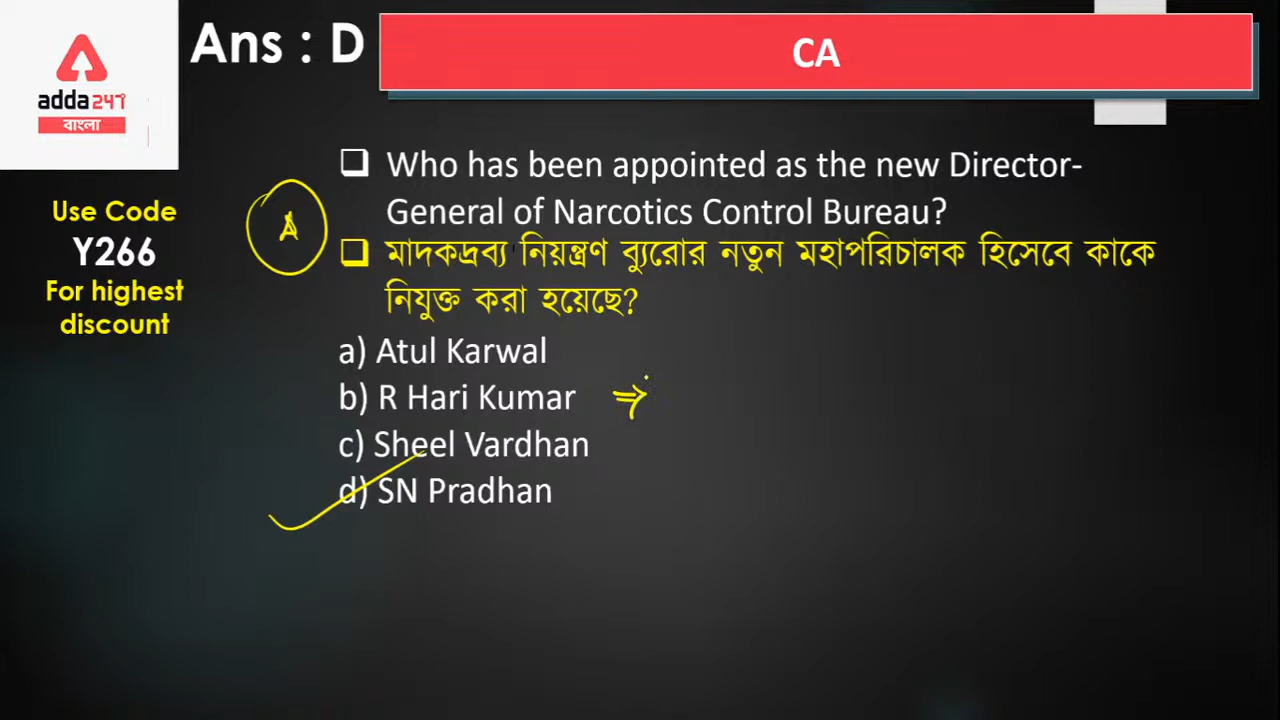 Ans : D
CA
adda247
বাংলা
Use Code
Y266
For highest
discount
Who has been appointed as the new Director-
General of Narcotics Control Bureau?
A
মাদকদ্রব্য নিয়ন্ত্রণ ব্যুরোর নতুন মহাপরিচালক হিসেবে কাকে
নিযুক্ত করা হয়েছে?
a) Atul Karwal
b) R Hari Kumar
c) Sheel Vardhan
d) SN Pradhan